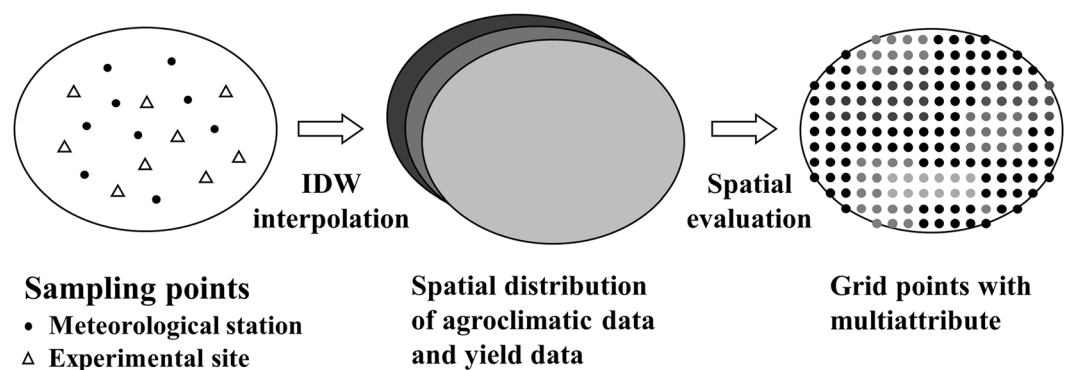 IDW
interpolation
Spatial
evaluation
Sampling points
Meteorological station
Experimental site
Spatial distribution
of agroclimatic data
and yield data
Grid points with
multiattribute